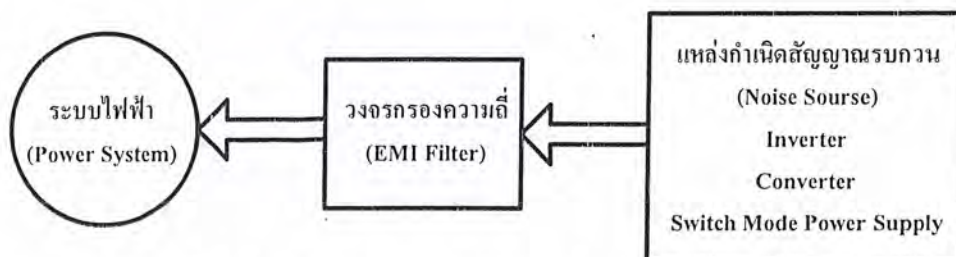 ระบบไฟฟ้า
(Power System)
วงจรกรองความถี่
(EMI Filter)
แหล่งกำเนิดสัญญาณรบกวน
(Noise Sourse)
Inverter
Converter
Switch Mode Power Supply